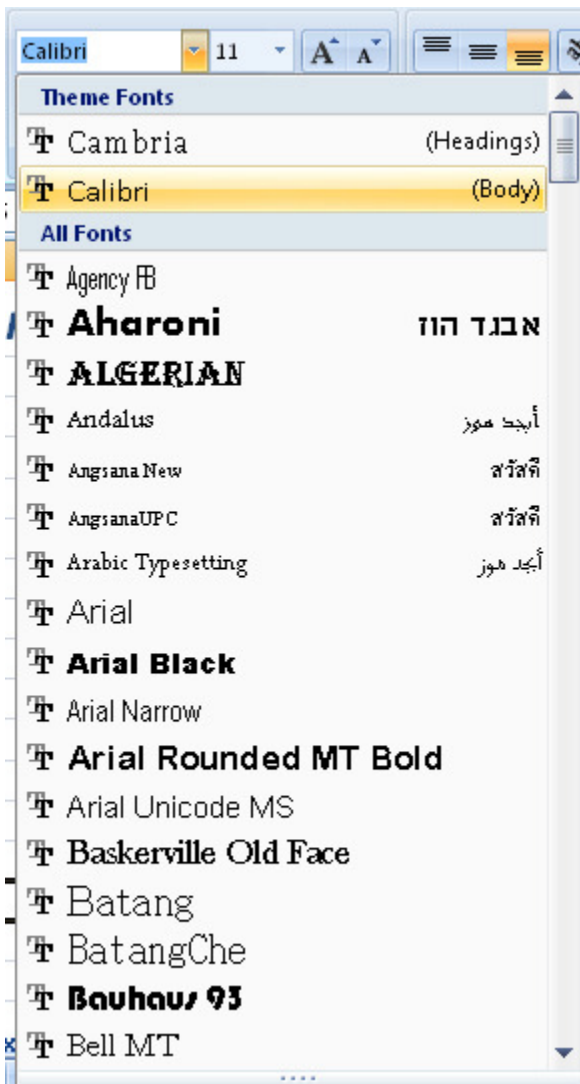 Calibri 11 A A
Theme Fonts
Cambria (Headings)
Calibri (Body)
All Fonts
Agency FB
Aharoni אבגד הוז
ALGERIAN
Andalus أبجد هوز
Angsana New สวัสดี
AngsanaUPC สวัสดี
Arabic Typesetting أبجد هوز
Arial
Arial Black
Arial Narrow
Arial Rounded MT Bold
Arial Unicode MS
Baskerville Old Face
Batang
BatangChe
Bauhaus 93
Bell MT